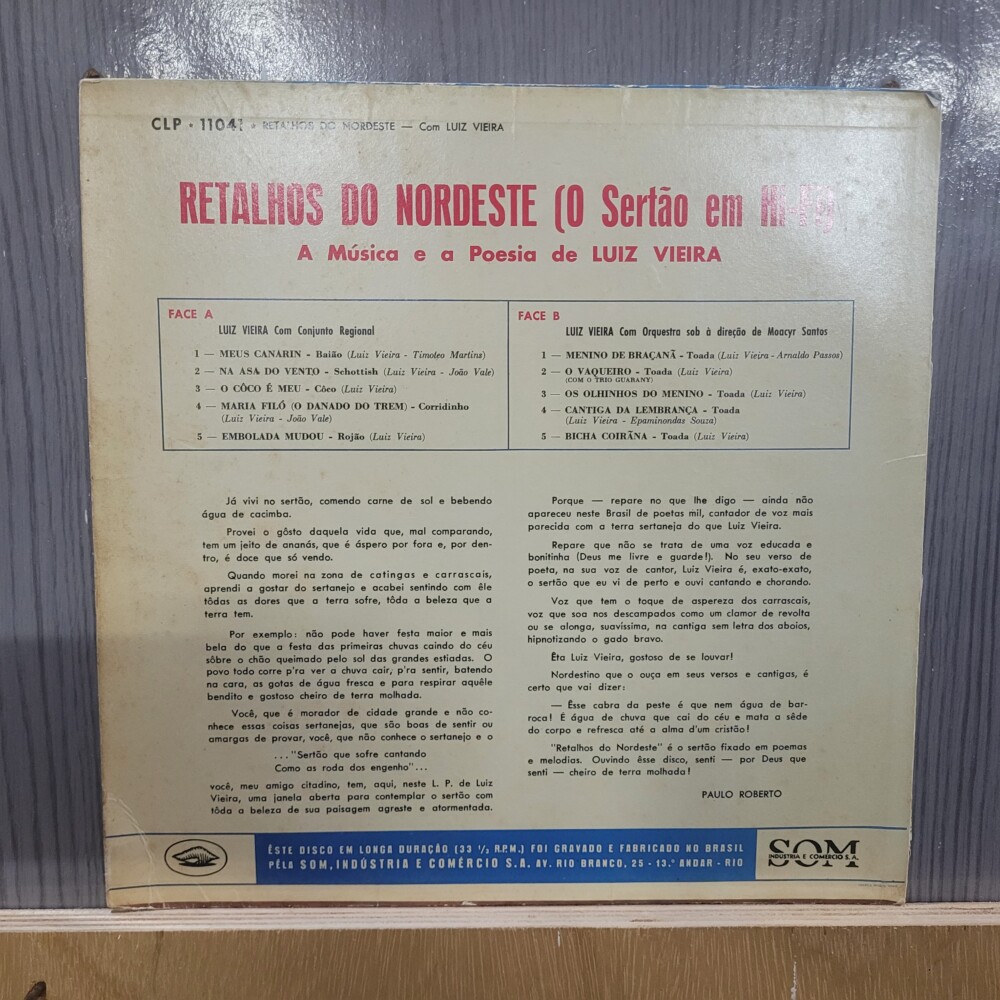 CLP • 11041 • RETALHOS DO NORDESTE — Com LUIZ VIEIRA
RETALHOS DO NORDESTE (O Sertão em HI-FI)
A Música e a Poesia de LUIZ VIEIRA
FACE A
LUIZ VIEIRA Com Conjunto Regional
1 — MEUS CANARIN - Baião (Luiz Vieira - Timoteo Martins)
2 — NA ASA DO VENTO - Schottish (Luiz Vieira - João Vale)
3 — O CÔCO É MEU - Côco (Luiz Vieira)
4 — MARIA FILÓ (O DANADO DO TREM) - Corridinho
(Luiz Vieira - João Vale)
5 — EMBOLADA MUDOU - Rojão (Luiz Vieira)
FACE B
LUIZ VIEIRA Com Orquestra sob à direção de Moacyr Santos
1 — MENINO DE BRAÇANÃ - Toada (Luiz Vieira - Arnaldo Passos)
2 — O VAQUEIRO - Toada (Luiz Vieira)
(COM O TRIO GUARANY)
3 — OS OLHINHOS DO MENINO - Toada (Luiz Vieira)
4 — CANTIGA DA LEMBRANÇA - Toada
(Luiz Vieira - Epaminondas Souza)
5 — BICHA COIRÃNA - Toada (Luiz Vieira)
Já vivi no sertão, comendo carne de sol e bebendo
água de cacimba.
Provei o gôsto daquela vida que, mal comparando,
tem um jeito de ananás, que é áspero por fora e, por den-
tro, é doce que só vendo.
Quando morei na zona de catingas e carrascais,
aprendi a gostar do sertanejo e acabei sentindo com êle
tôdas as dores que a terra sofre, tôda a beleza que a
terra tem.
Por exemplo: não pode haver festa maior e mais
bela do que a festa das primeiras chuvas caindo do céu
sôbre o chão queimado pelo sol das grandes estiadas. O
povo todo corre p'ra ver a chuva cair, p'ra sentir, batendo
na cara, as gotas de água fresca e para respirar aquêle
bendito e gostoso cheiro de terra molhada.
Você, que é morador de cidade grande e não co-
nhece essas coisas sertanejas, que são boas de sentir ou
amargas de provar, você, que não conhece o sertanejo e o
..."Sertão que sofre cantando
Como as roda dos engenho"...
você, meu amigo citadino, tem, aqui, neste L. P. de Luiz
Vieira, uma janela aberta para contemplar o sertão com
tôda a beleza de sua paisagem agreste e atormentada.
Porque — repare no que lhe digo — ainda não
apareceu neste Brasil de poetas mil, cantador de voz mais
parecida com a terra sertaneja do que Luiz Vieira.
Repare que não se trata de uma voz educada e
bonitinha (Deus me livre e guarde!). No seu verso de
poeta, na sua voz de cantor, Luiz Vieira é, exato-exato,
o sertão que eu vi de perto e ouvi cantando e chorando.
Voz que tem o toque de aspereza dos carrascais,
voz que soa nos descampados como um clamor de revolta
ou se alonga, suavíssima, na cantiga sem letra dos aboios,
hipnotizando o gado bravo.
Êta Luiz Vieira, gostoso de se louvar!
Nordestino que o ouça em seus versos e cantigas, é
certo que vai dizer:
— Êsse cabra da peste é que nem água de bar-
roca! É água de chuva que cai do céu e mata a sêde
do corpo e refresca até a alma d'um cristão!
"Retalhos do Nordeste" é o sertão fixado em poemas
e melodias. Ouvindo êsse disco, senti — por Deus que
senti — cheiro de terra molhada!
PAULO ROBERTO
ÊSTE DISCO EM LONGA DURAÇÃO (33 1/3 R.P.M.) FOI GRAVADO E FABRICADO NO BRASIL
PÊLA SOM, INDÚSTRIA E COMÉRCIO S.A. AV. RIO BRANCO, 25 - 13.º ANDAR - RIO
SOM
INDÚSTRIA E COMÉRCIO S.A.